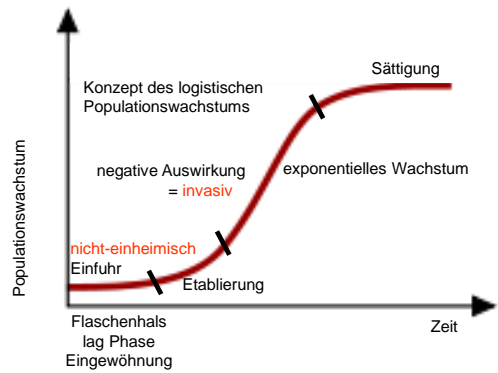 Sättigung
Konzept des logistischen
Populationswachstums
negative Auswirkung
= invasiv
exponentielles Wachstum
Populationswachstum
nicht-einheimisch
Einfuhr
Etablierung
Flaschenhals
lag Phase
Eingewöhnung
Zeit